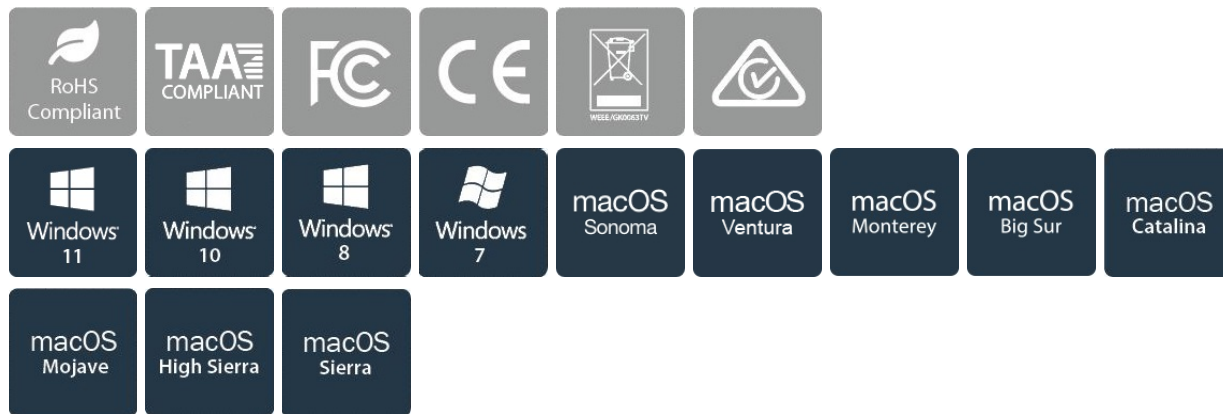 RoHS
Compliant
TAA
COMPLIANT
FC
CE
WEEE/GK0063TV
Windows
11
Windows
10
Windows
8
Windows
7
macOS
Sonoma
macOS
Ventura
macOS
Monterey
macOS
Big Sur
macOS
Catalina
macOS
Mojave
macOS
High Sierra
macOS
Sierra